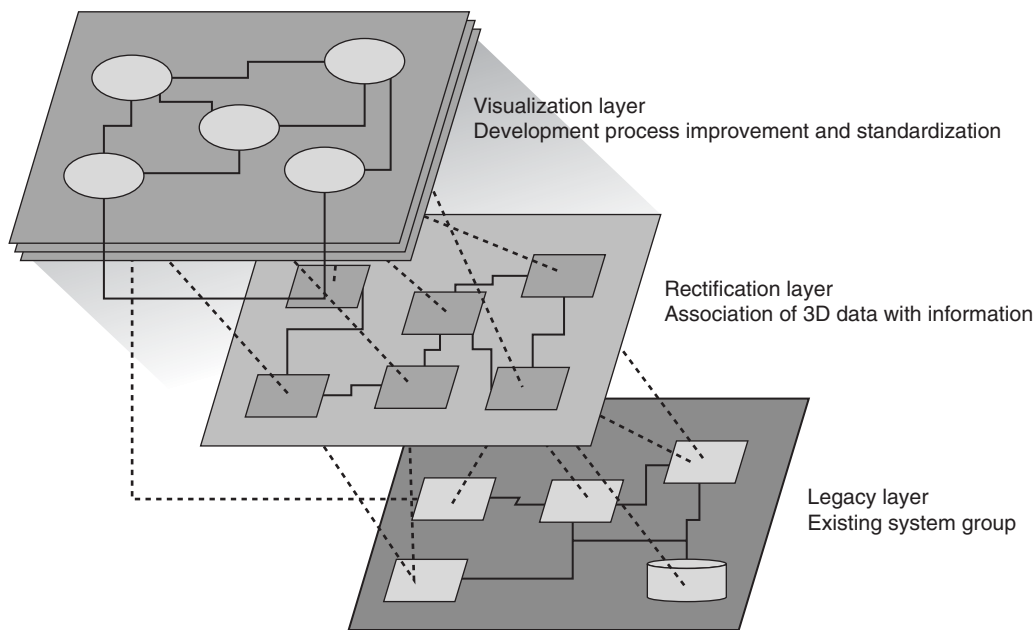 Visualization layer
Development process improvement and standardization
Rectification layer
Association of 3D data with information
Legacy layer
Existing system group